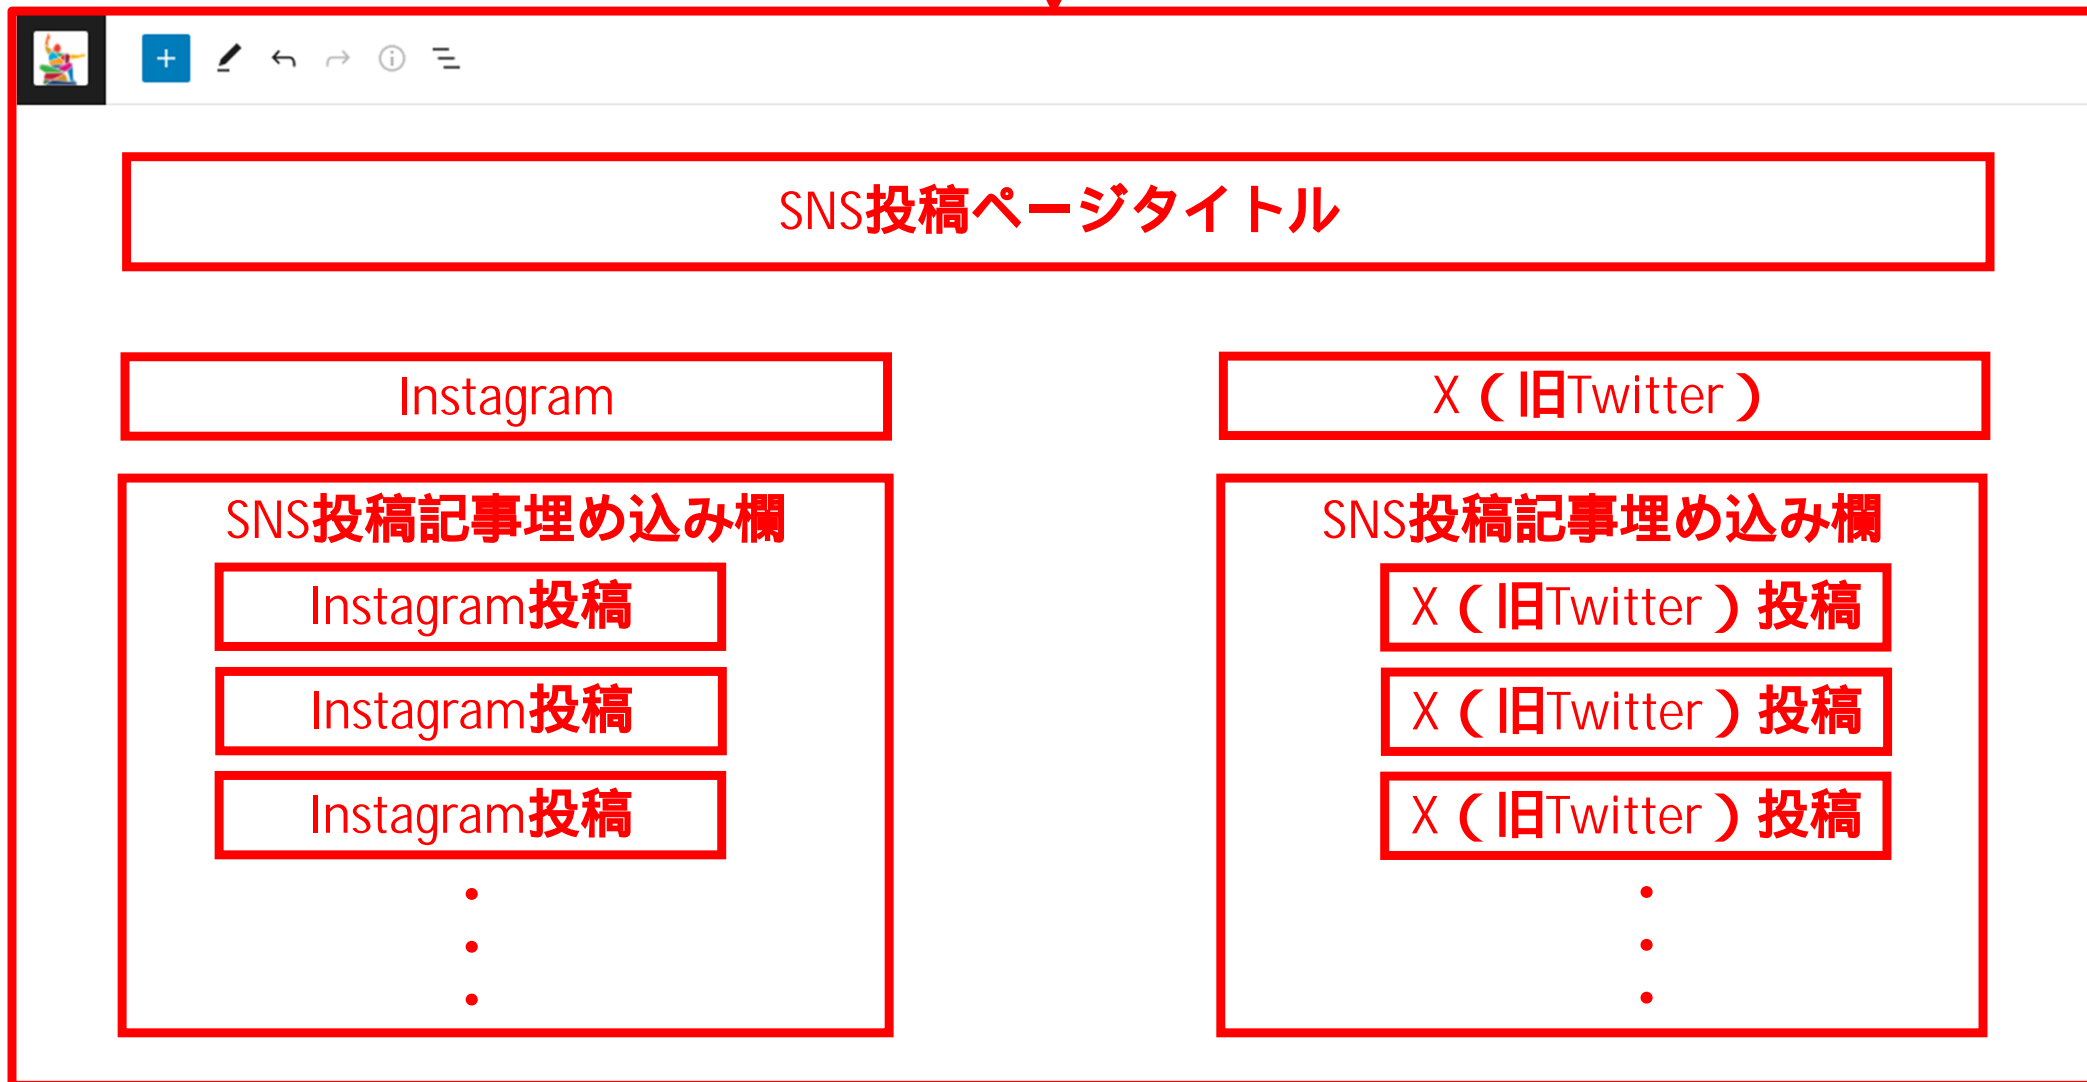 SNS投稿ページタイトル
Instagram
SNS投稿記事埋め込み欄
Instagram投稿
Instagram投稿
Instagram投稿
・
・
・
X（旧Twitter）
SNS投稿記事埋め込み欄
X（旧Twitter）投稿
X（旧Twitter）投稿
X（旧Twitter）投稿
・
・
・